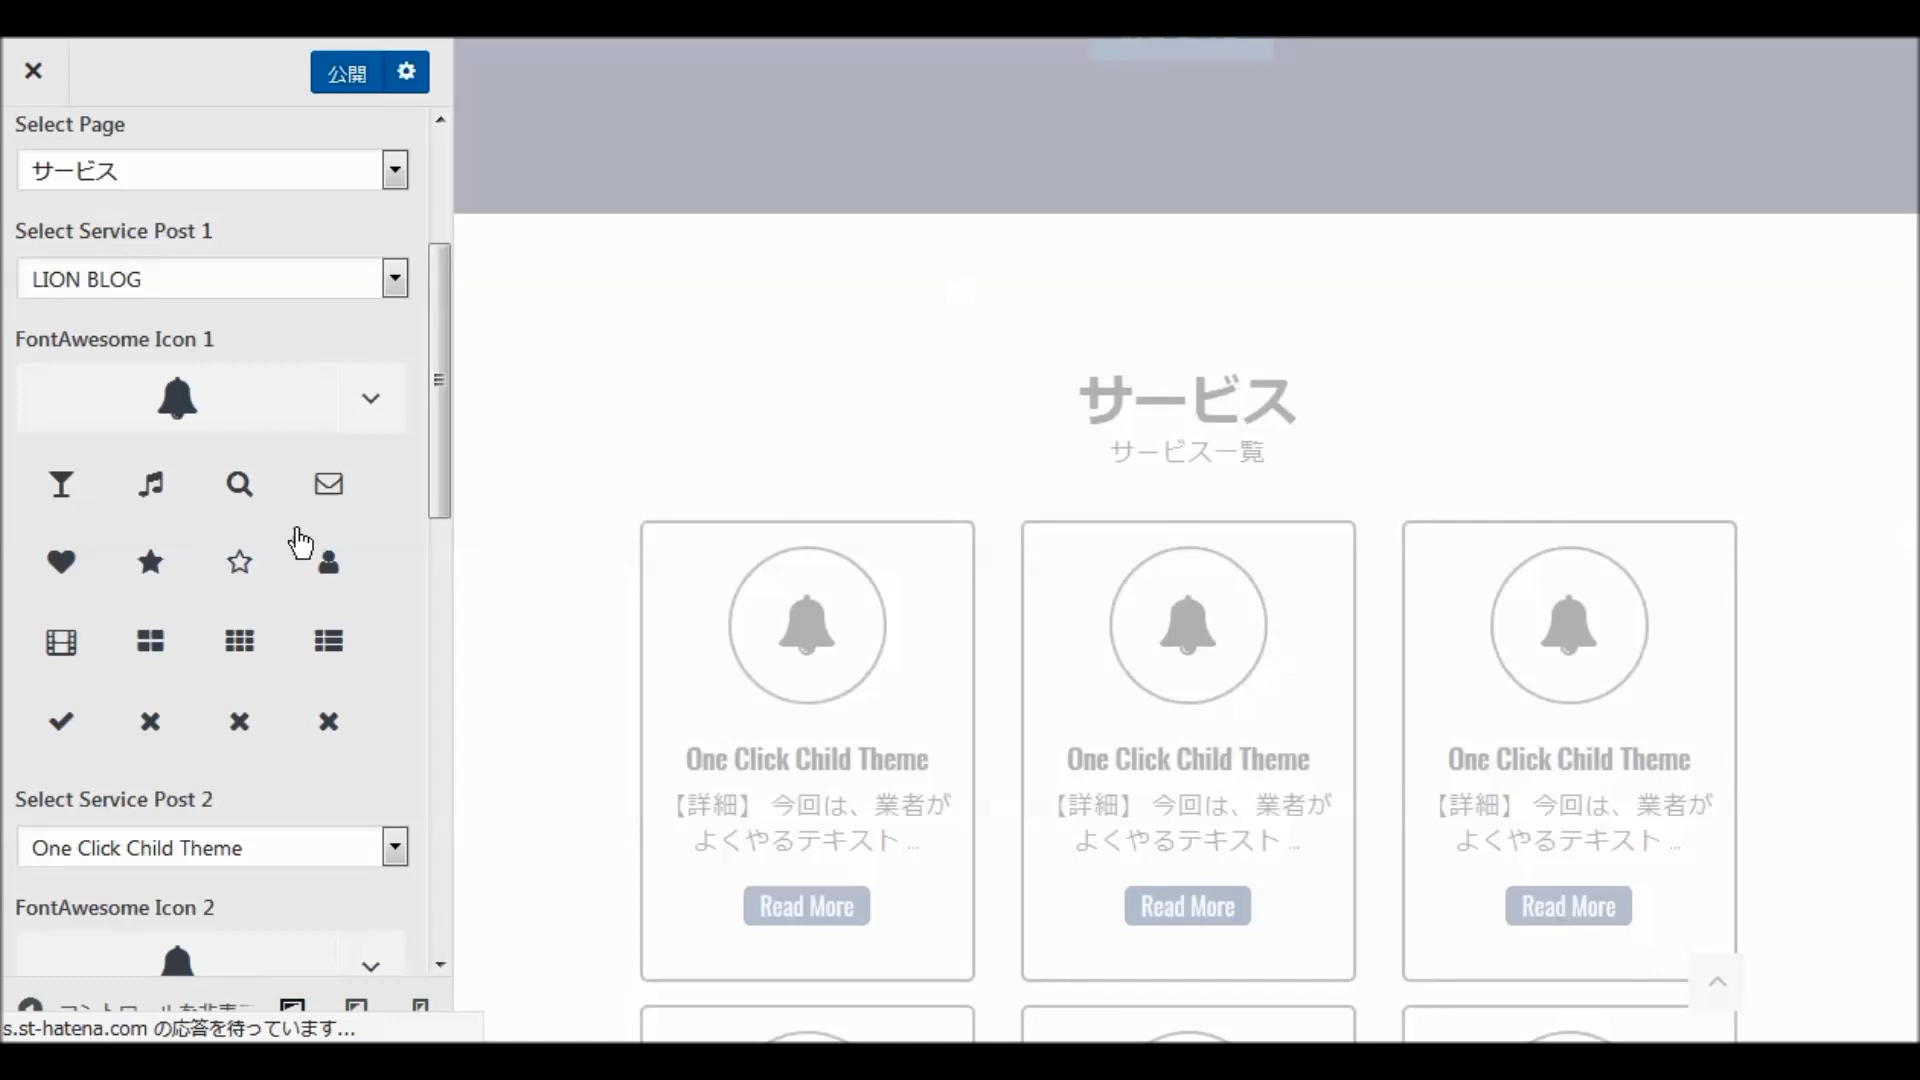 公開
Select Page
サービス
Select Service Post 1
LION BLOG
FontAwesome Icon 1
Select Service Post 2
One Click Child Theme
FontAwesome Icon 2
s.st-hatena.com の応答を待っています...
サービス
サービス一覧
One Click Child Theme
【詳細】 今回は、業者が
よくやるテキスト ...
Read More
One Click Child Theme
【詳細】 今回は、業者が
よくやるテキスト ...
Read More
One Click Child Theme
【詳細】 今回は、業者が
よくやるテキスト ...
Read More